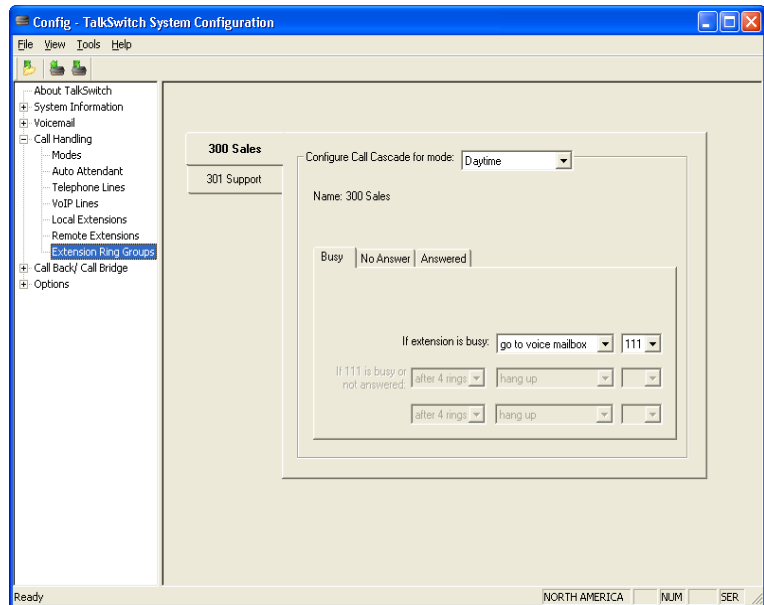 Config - TalkSwitch System Configuration
File View Tools Help
About TalkSwitch
System Information
Voicemail
Call Handling
Modes
Auto Attendant
Telephone Lines
VoIP Lines
Local Extensions
Remote Extensions
Extension Ring Groups
Call Back/ Call Bridge
Options
300 Sales
301 Support
Configure Call Cascade for mode: Daytime
Name: 300 Sales
Busy No Answer Answered
If extension is busy: go to voice mailbox 111
If 111 is busy or
not answered: after 4 rings hang up
after 4 rings hang up
Ready NORTH AMERICA NUM SER